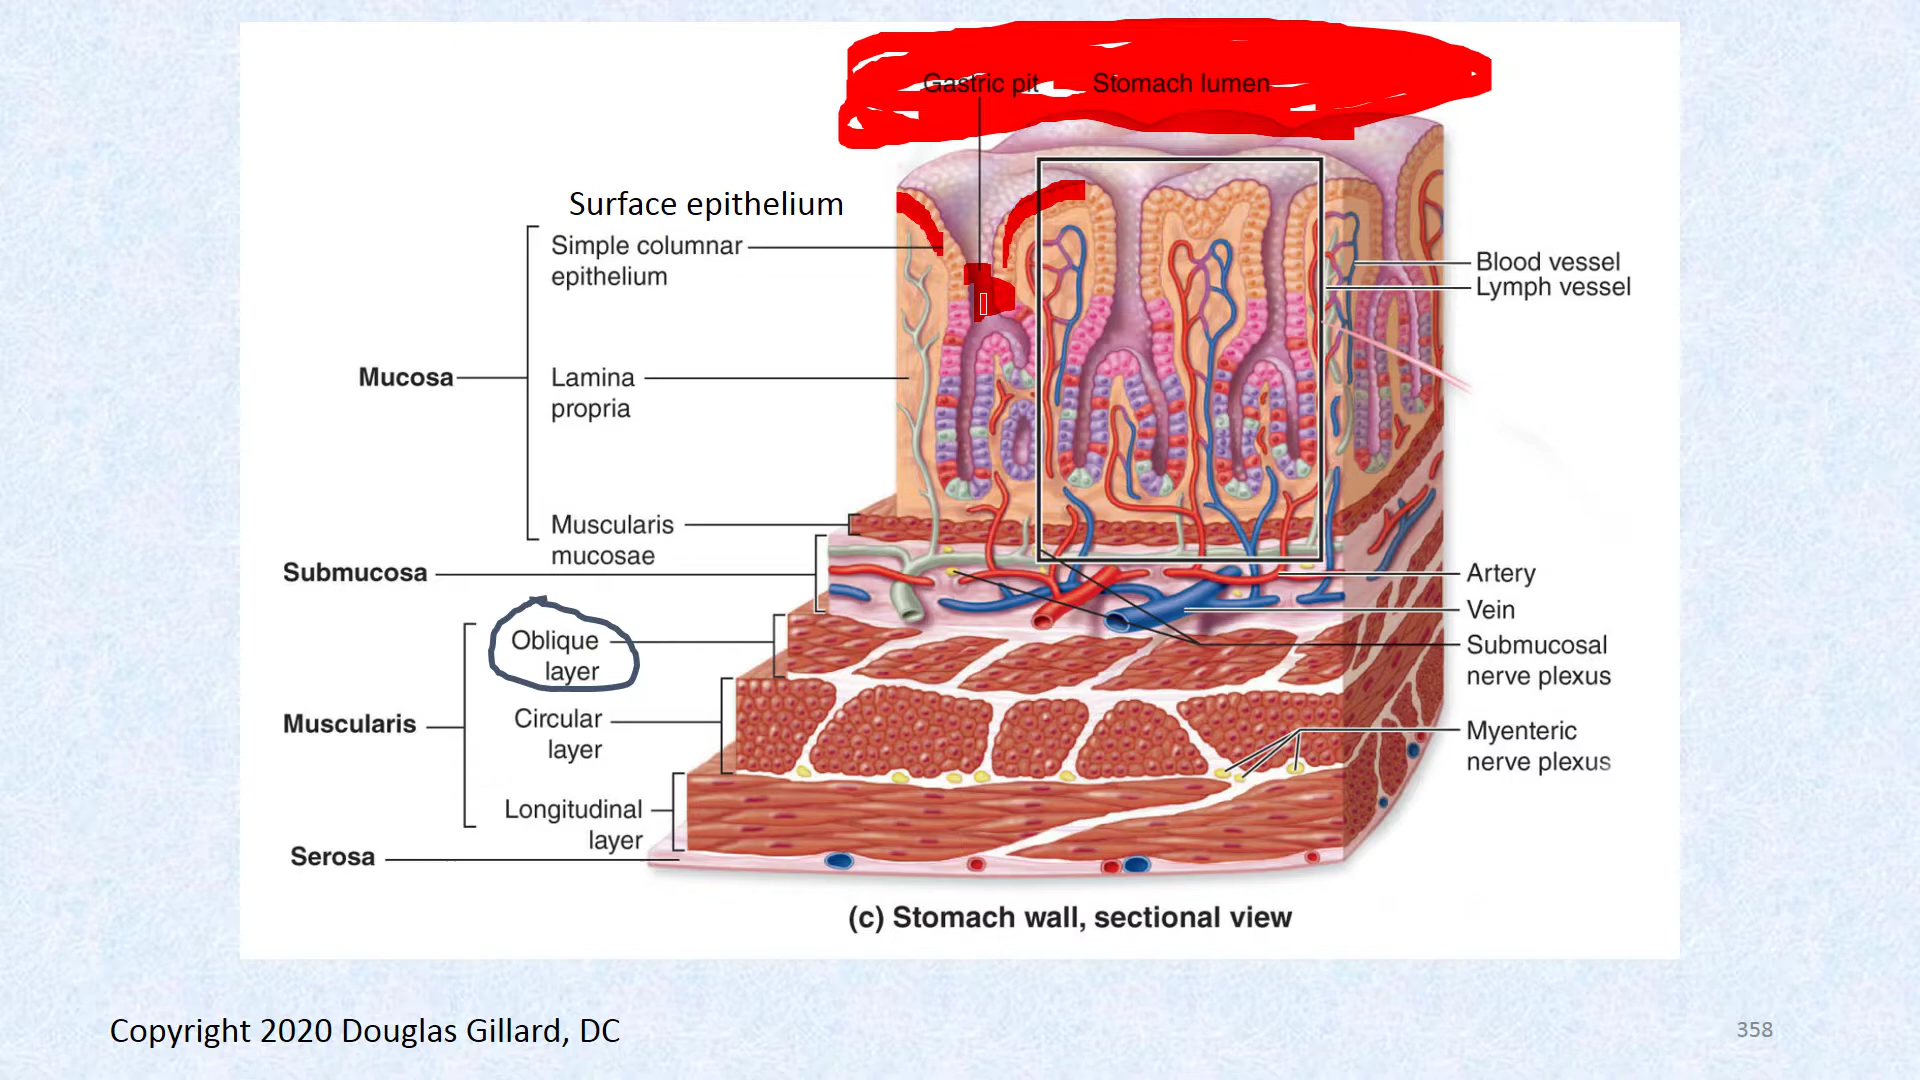 Gastric pit
Stomach lumen
Surface epithelium
Simple columnar
epithelium
Mucosa
Lamina
propria
Muscularis
mucosae
Submucosa
Oblique
layer
Muscularis
Circular
layer
Longitudinal
layer
Serosa
Blood vessel
Lymph vessel
Artery
Vein
Submucosal
nerve plexus
Myenteric
nerve plexus
(c) Stomach wall, sectional view
Copyright 2020 Douglas Gillard, DC
358